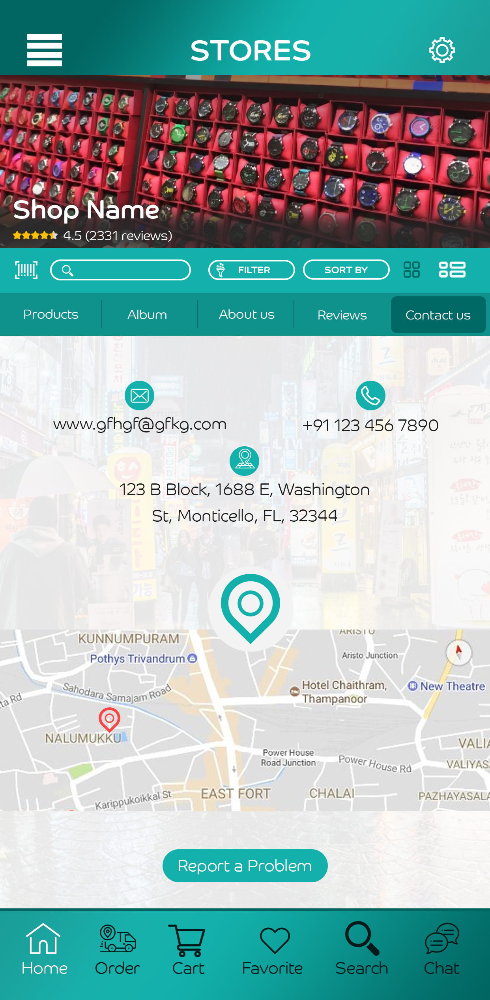 STORES
Shop Name
4.5 (2331 reviews)
FILTER
SORT BY
Products
Album
About us
Reviews
Contact us
www.gfhgf@gfkg.com
+91 123 456 7890
123 B Block, 1688 E, Washington
St, Monticello, FL, 32344
KUNNUMPURAM
ARISTO
Pothys Trivandrum
Aristo Junction
Sahodara Samajam Road
Hotel Chaithram,
Thampanoor
New Theatre
ta Rd
NALUMUKKU
VALIA
Power House
Road Junction
Power House Rd
VALIYAS
Karippukoikkal St
EAST FORT
CHALAI
PAZHAYASALA
Report a Problem
Home
Order
Cart
Favorite
Search
Chat